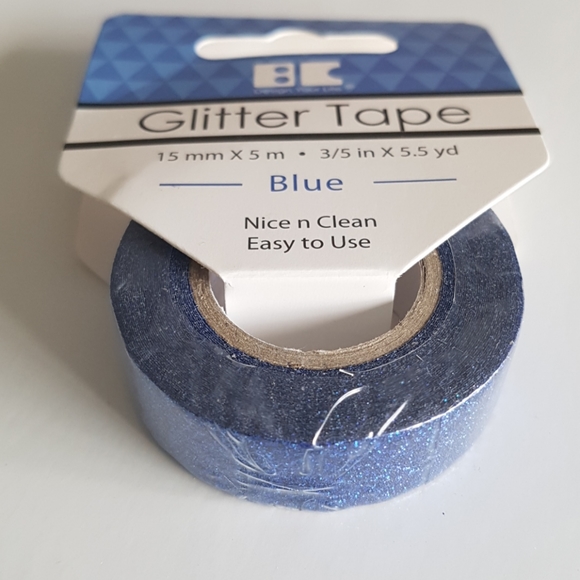 BC
Glitter Tape
15 mm X 5 m • 3/5 in X 5.5 yd
Blue
Nice n Clean
Easy to Use